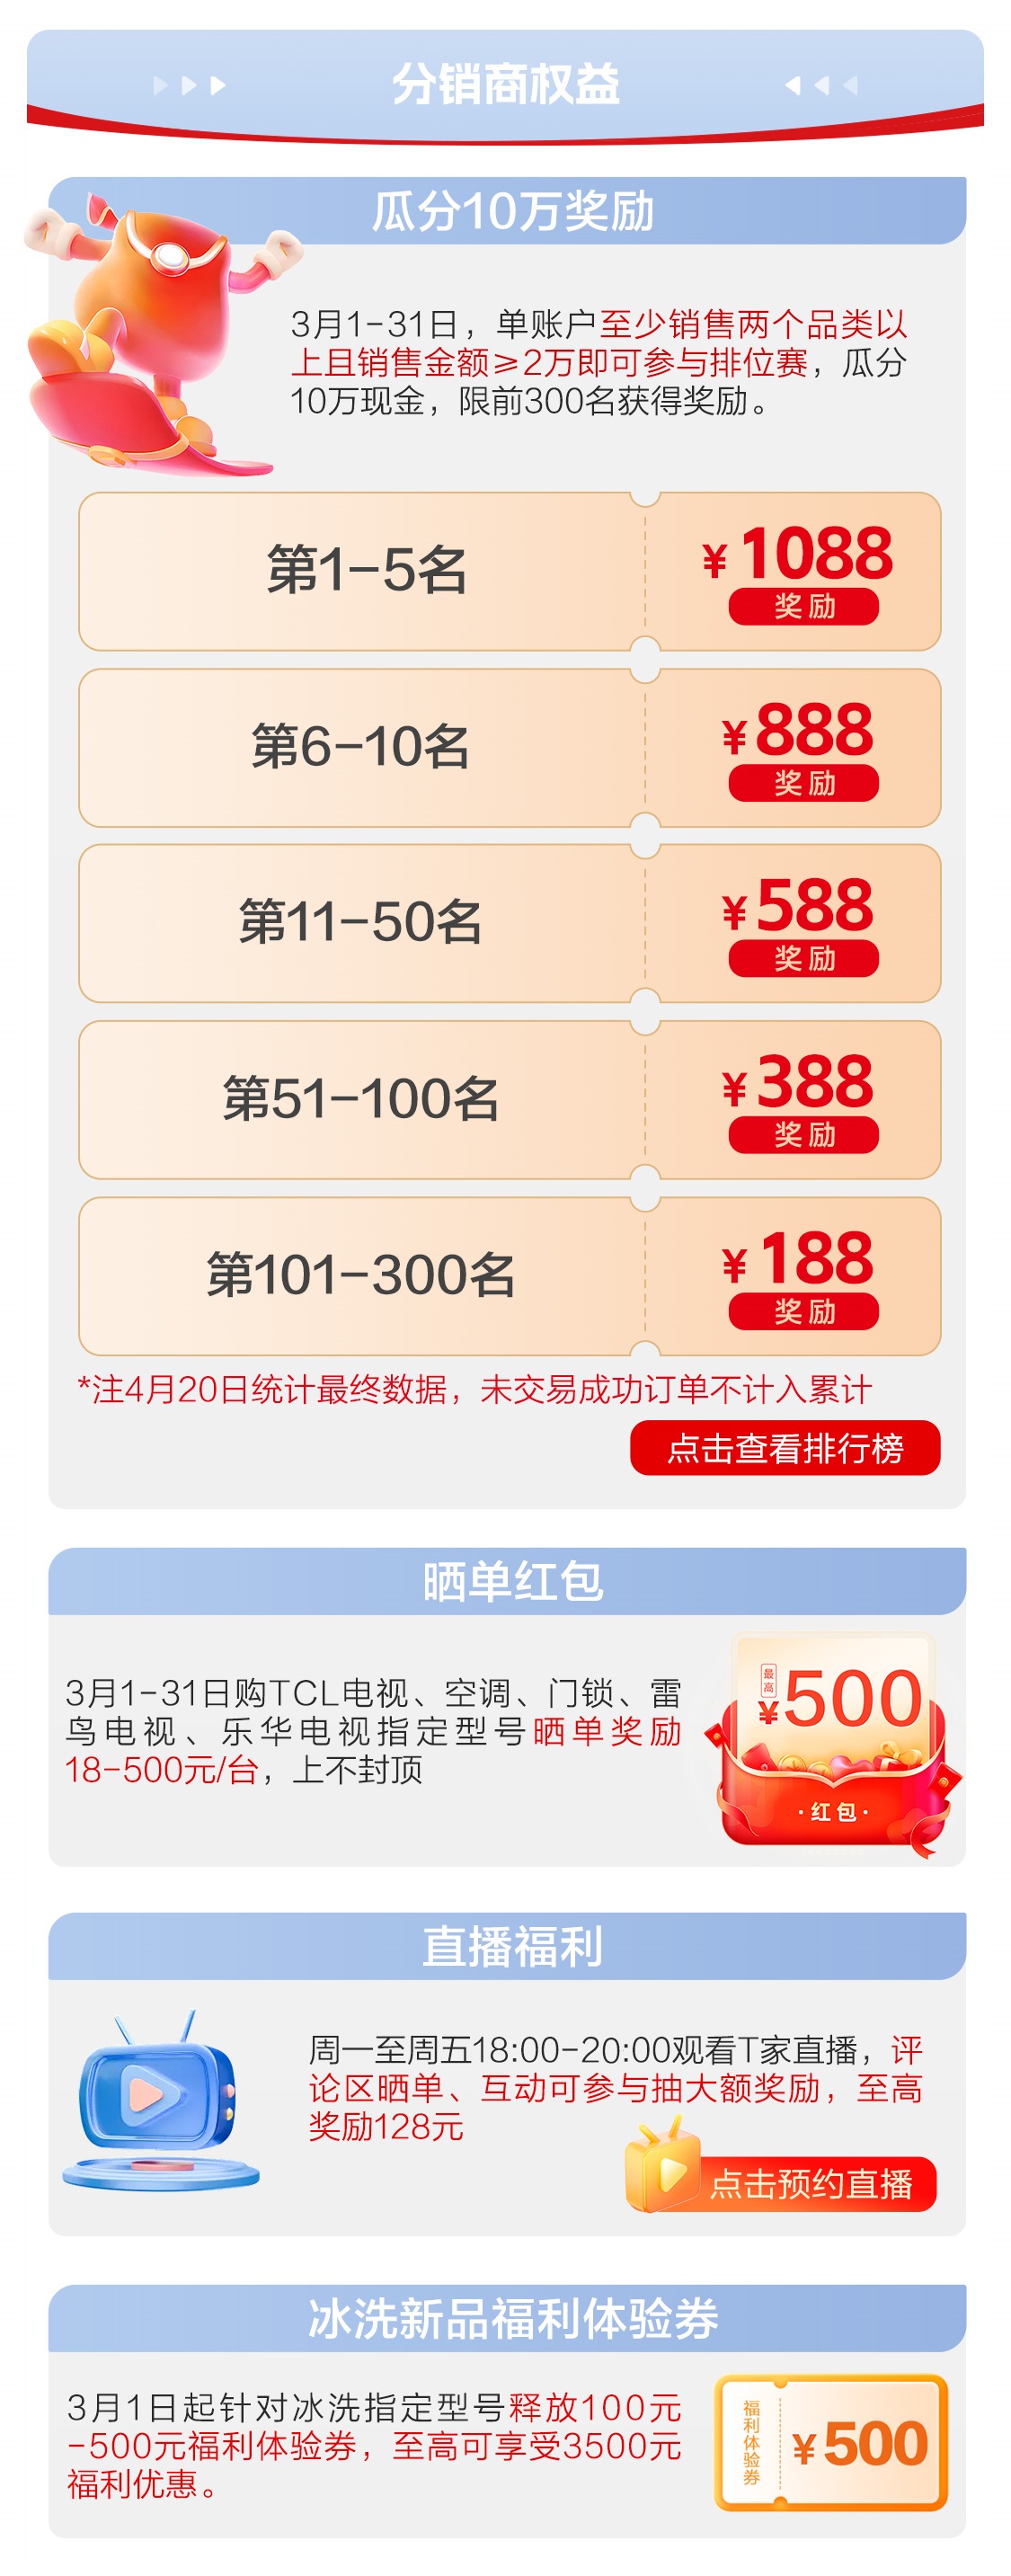 分销商权益
瓜分10万奖励
3月1-31日，单账户至少销售两个品类以
上且销售金额≥2万即可参与排位赛，瓜分
10万现金，限前300名获得奖励。
第1-5名
¥1088
奖励
第6-10名
¥888
奖励
第11-50名
¥588
奖励
第51-100名
¥388
奖励
第101-300名
¥188
奖励
*注4月20日统计最终数据，未交易成功订单不计入累计
点击查看排行榜
晒单红包
3月1-31日购TCL电视、空调、门锁、雷
鸟电视、乐华电视指定型号晒单奖励
18-500元/台，上不封顶
最高
¥500
·红包·
直播福利
周一至周五18:00-20:00观看T家直播，评
论区晒单、互动可参与抽大额奖励，至高
奖励128元
点击预约直播
冰洗新品福利体验券
3月1日起针对冰洗指定型号释放100元
-500元福利体验券，至高可享受3500元
福利优惠。
福利体验券
¥500